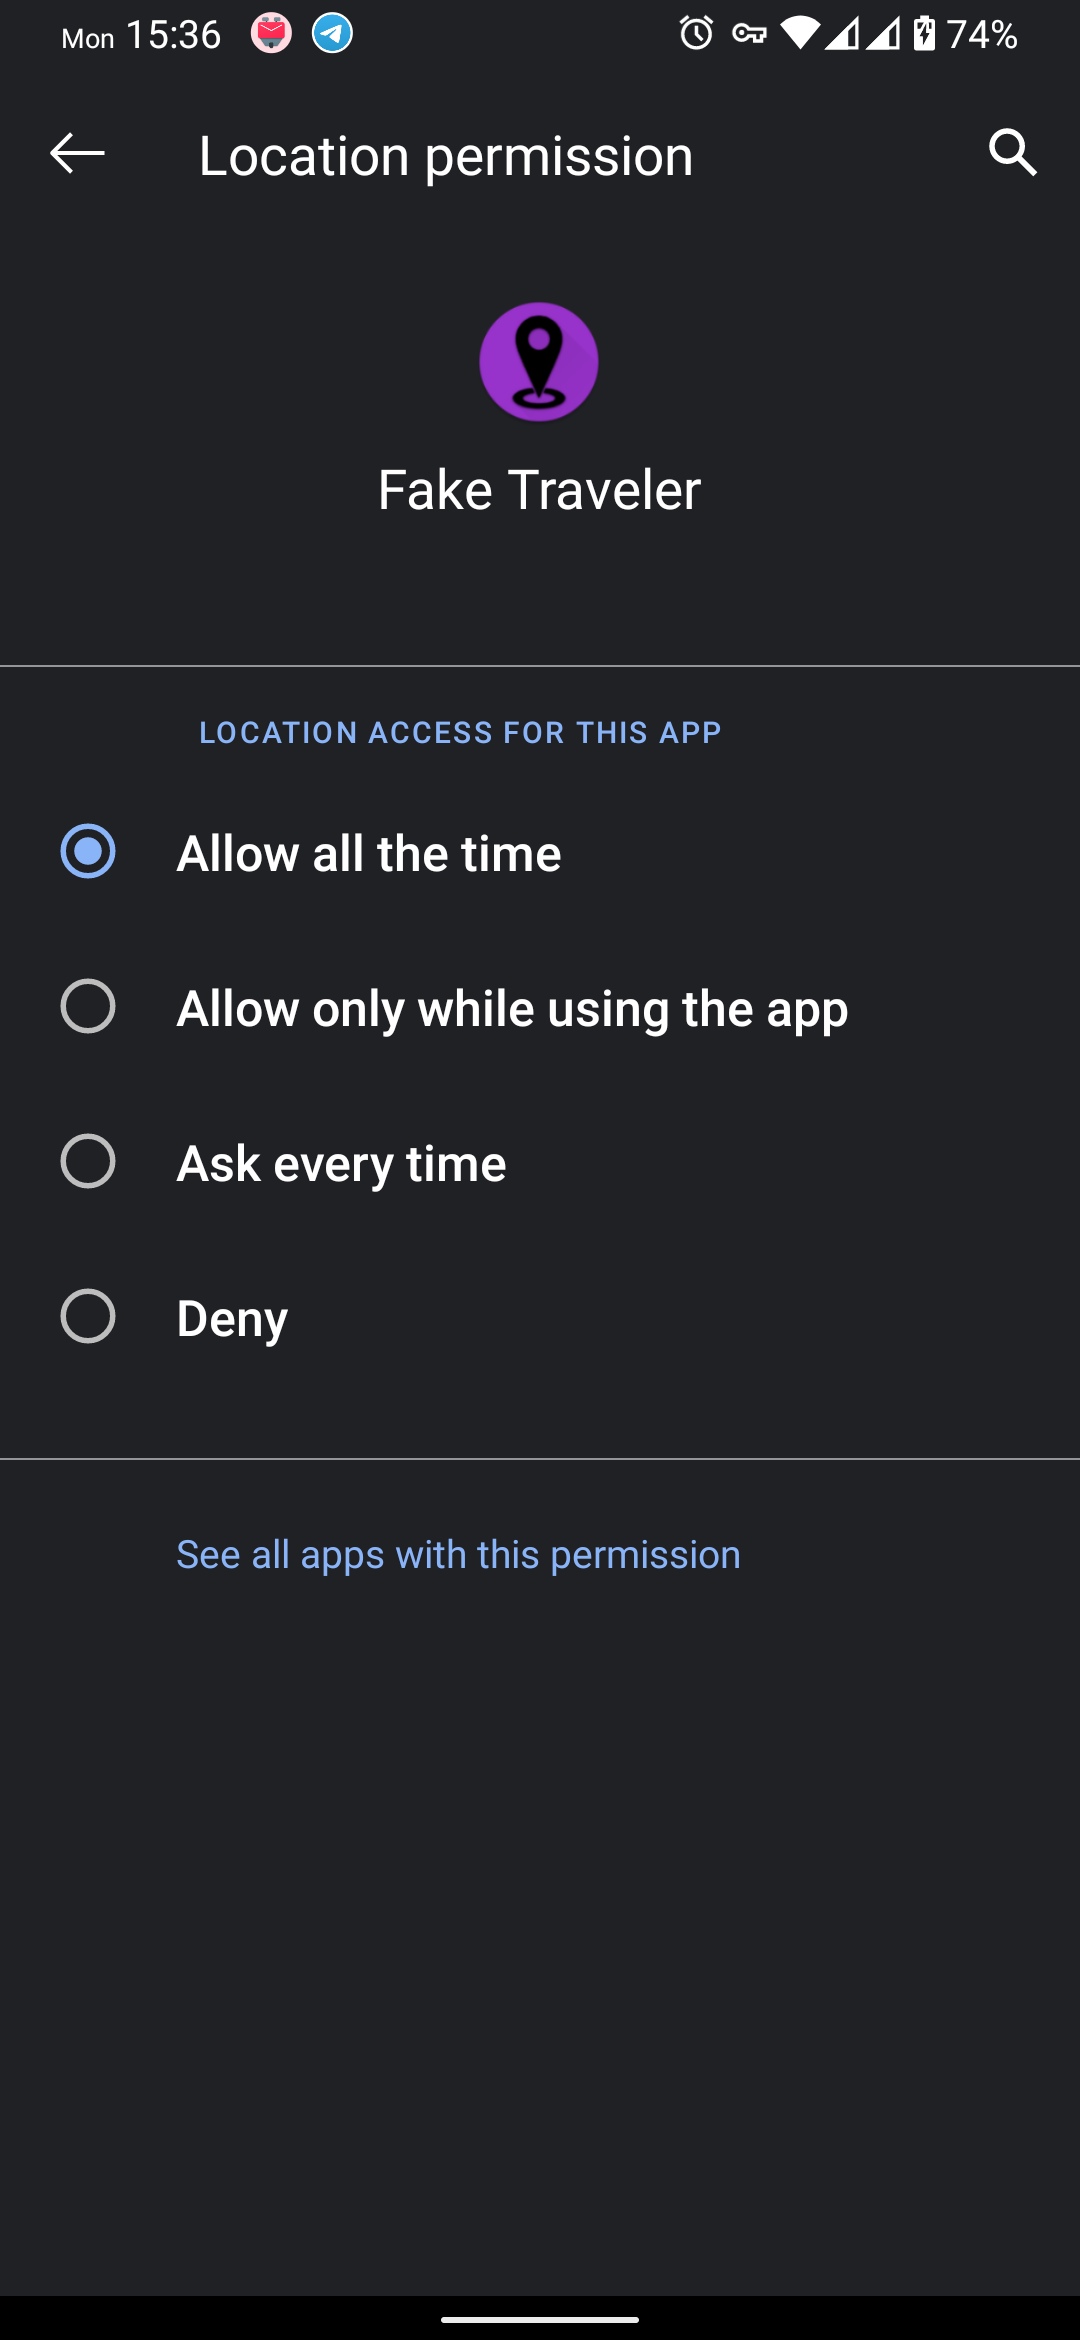 Mon 15:36 74%
Location permission
Fake Traveler
LOCATION ACCESS FOR THIS APP
Allow all the time
Allow only while using the app
Ask every time
Deny
See all apps with this permission